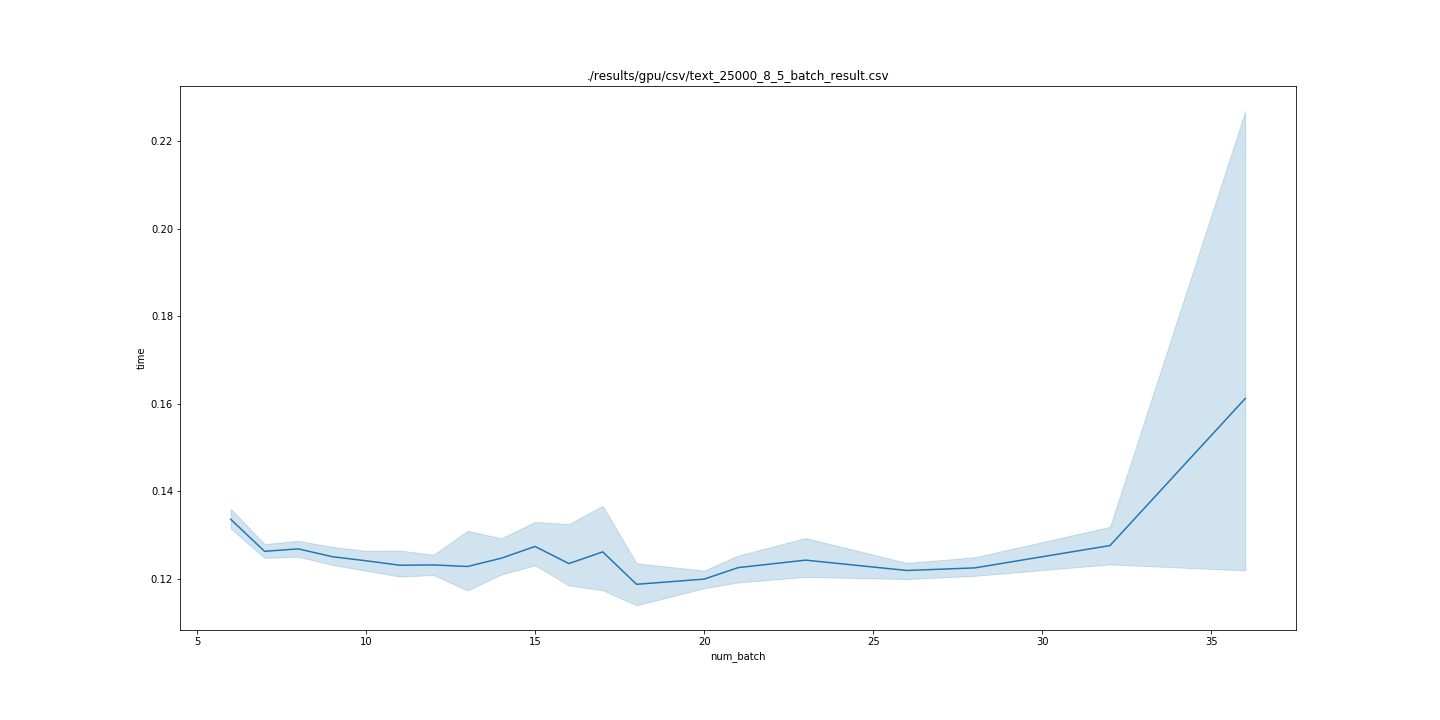 ./results/gpu/csv/text_25000_8_5_batch_result.csv
0.22
0.20
0.18
time
0.16
0.14
0.12
5 10 15 20 25 30 35
num_batch